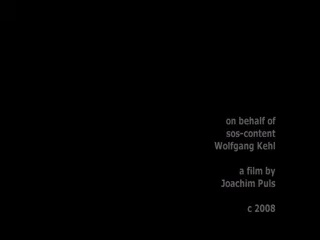 on behalf of
sos-content
Wolfgang Kehl
a film by
Joachim Puls
c 2008